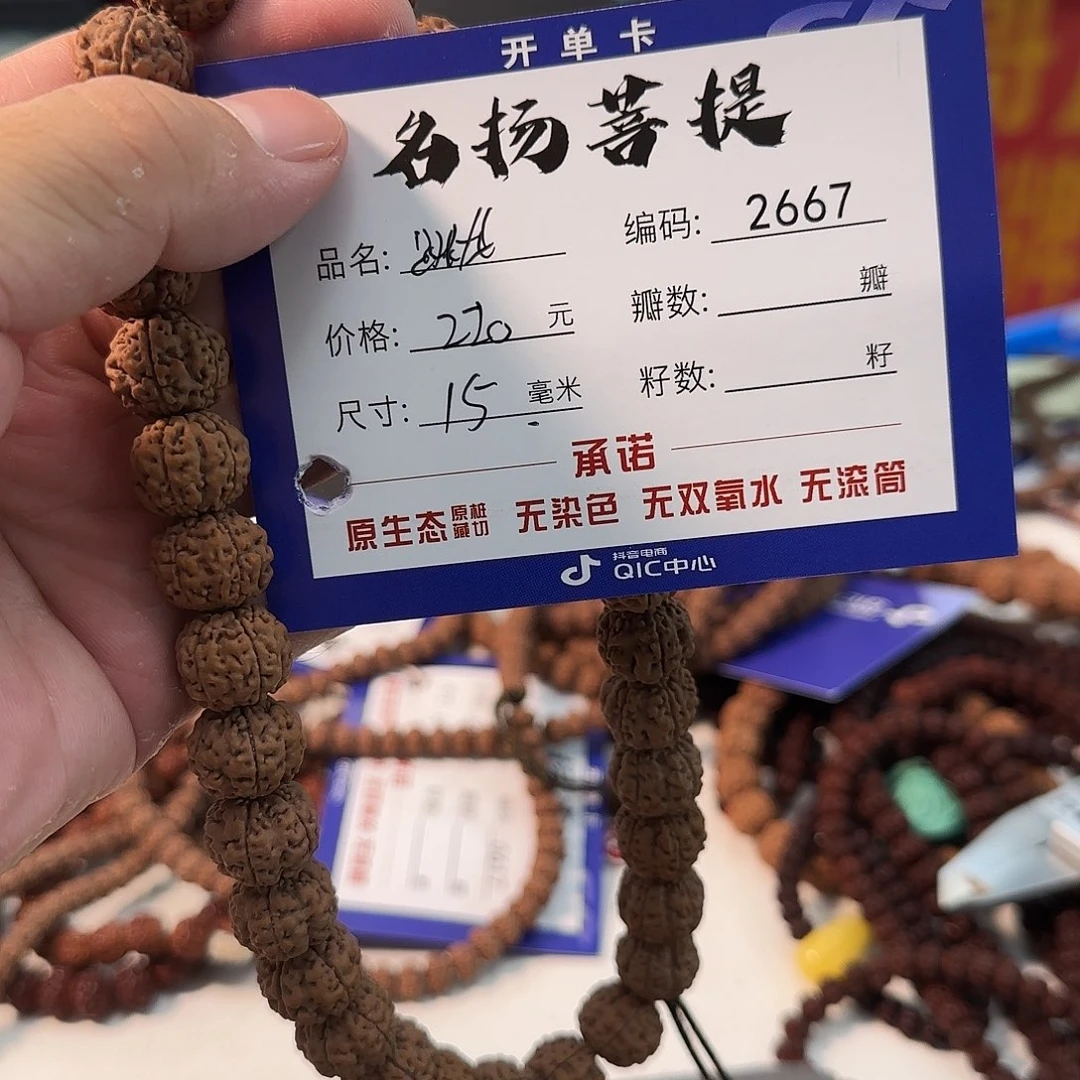 开单卡
名扬菩提
品名:
编码: 2667
价格: 270 元
瓣数: 瓣
尺寸: 15 毫米
籽数: 籽
承诺
原生态 原桩藏切 无染色 无双氧水 无滚筒
抖音电商
QIC中心